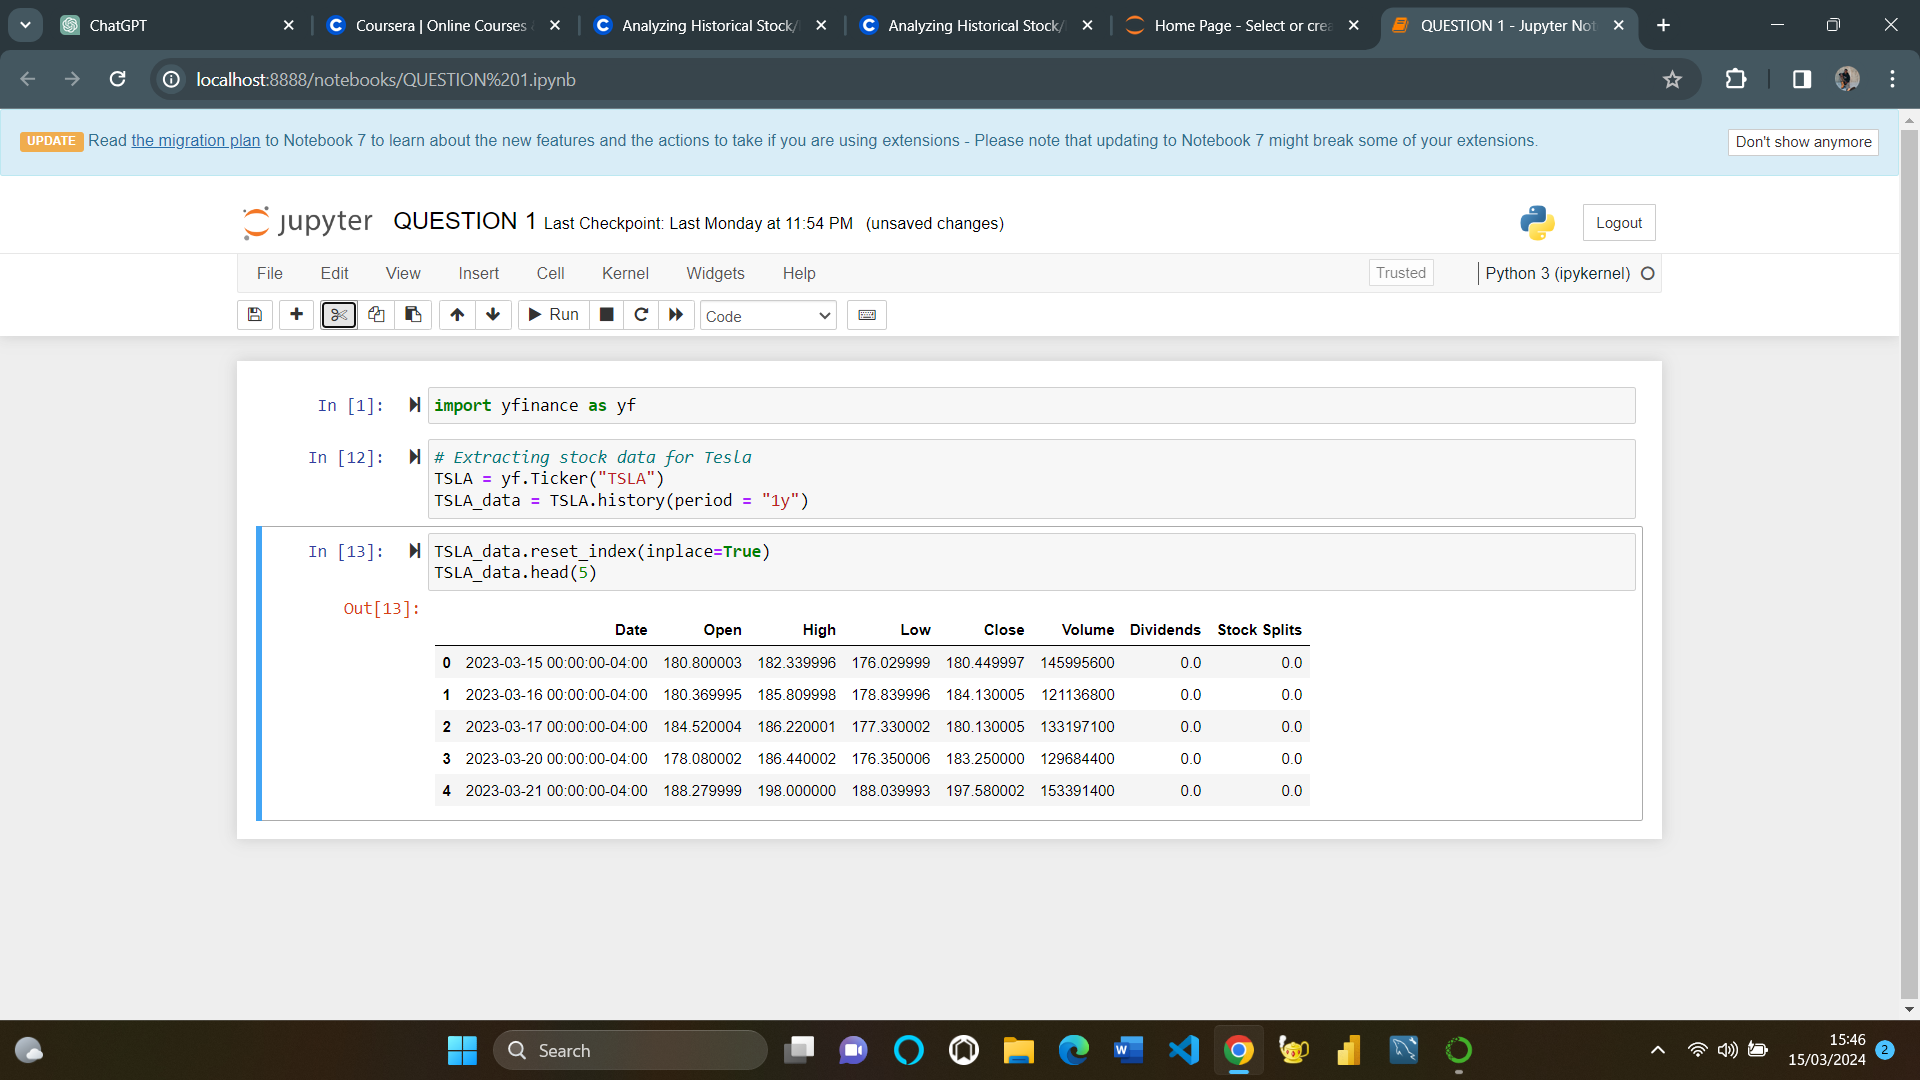 ChatGPT
Coursera | Online Courses
Analyzing Historical Stock/
Analyzing Historical Stock/
Home Page - Select or crea
QUESTION 1 - Jupyter Not
localhost:8888/notebooks/QUESTION%201.ipynb
UPDATE Read the migration plan to Notebook 7 to learn about the new features and the actions to take if you are using extensions - Please note that updating to Notebook 7 might break some of your extensions.
Don't show anymore
jupyter QUESTION 1 Last Checkpoint: Last Monday at 11:54 PM (unsaved changes)
Logout
File Edit View Insert Cell Kernel Widgets Help
Trusted
Python 3 (ipykernel)
Run
Code
In [1]: import yfinance as yf
In [12]: # Extracting stock data for Tesla
TSLA = yf.Ticker("TSLA")
TSLA_data = TSLA.history(period = "1y")
In [13]: TSLA_data.reset_index(inplace=True)
TSLA_data.head(5)
Out[13]:
Date Open High Low Close Volume Dividends Stock Splits
0 2023-03-15 00:00:00-04:00 180.800003 182.339996 176.029999 180.449997 145995600 0.0 0.0
1 2023-03-16 00:00:00-04:00 180.369995 185.809998 178.839996 184.130005 121136800 0.0 0.0
2 2023-03-17 00:00:00-04:00 184.520004 186.220001 177.330002 180.130005 133197100 0.0 0.0
3 2023-03-20 00:00:00-04:00 178.080002 186.440002 176.350006 183.250000 129684400 0.0 0.0
4 2023-03-21 00:00:00-04:00 188.279999 198.000000 188.039993 197.580002 153391400 0.0 0.0
Search
15:46
15/03/2024
2